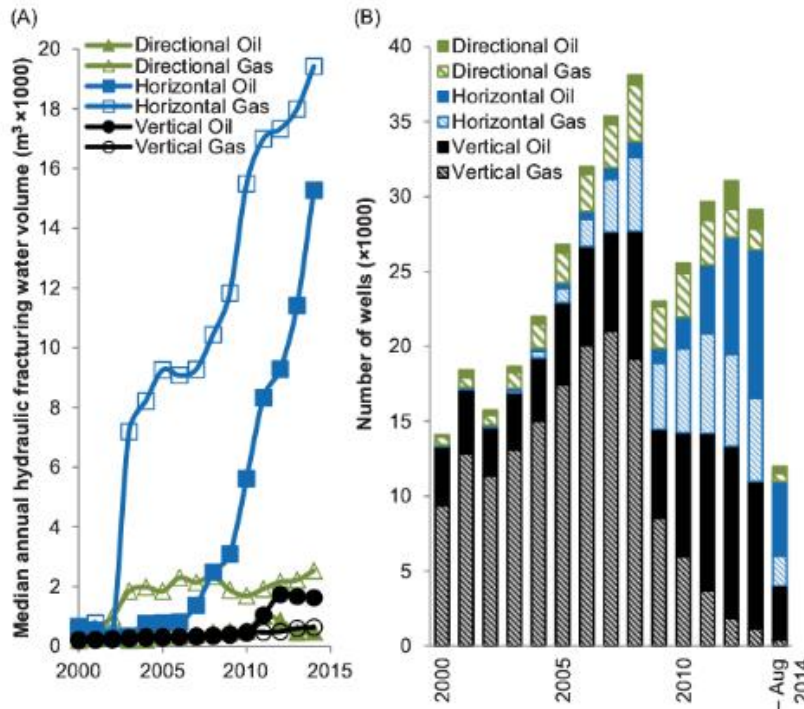 (A)
Directional Oil
Directional Gas
Horizontal Oil
Horizontal Gas
Vertical Oil
Vertical Gas
Median annual hydraulic fracturing water volume (m³ ×1000)
20
18
16
14
12
10
8
6
4
2
0
2000
2005
2010
2015
(B)
Directional Oil
Directional Gas
Horizontal Oil
Horizontal Gas
Vertical Oil
Vertical Gas
Number of wells (×1000)
40
35
30
25
20
15
10
5
0
2000
2005
2010
– Aug
2014